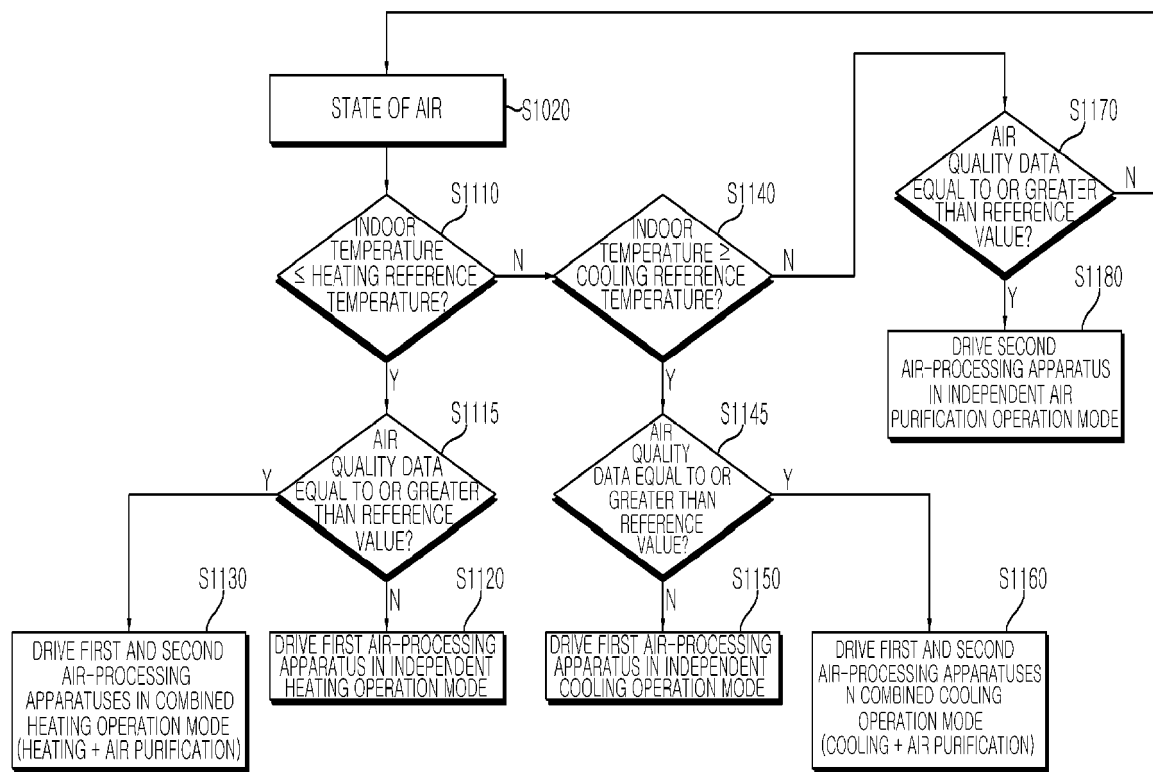 STATE OF AIR
S1020
S1110
INDOOR
TEMPERATURE
≤ HEATING REFERENCE
TEMPERATURE?
N
Y
S1140
INDOOR
TEMPERATURE ≥
COOLING REFERENCE
TEMPERATURE?
N
Y
S1170
AIR
QUALITY DATA
EQUAL TO OR GREATER
THAN REFERENCE
VALUE?
N
Y
S1180
DRIVE SECOND
AIR-PROCESSING APPARATUS
IN INDEPENDENT AIR
PURIFICATION OPERATION MODE
S1115
AIR
QUALITY DATA
EQUAL TO OR GREATER
THAN REFERENCE
VALUE?
Y
N
S1145
AIR
QUALITY
DATA EQUAL TO OR
GREATER THAN
REFERENCE
VALUE?
Y
N
S1130
DRIVE FIRST AND SECOND
AIR-PROCESSING
APPARATUSES IN COMBINED
HEATING OPERATION MODE
(HEATING + AIR PURIFICATION)
S1120
DRIVE FIRST AIR-PROCESSING
APPARATUS IN INDEPENDENT
HEATING OPERATION MODE
S1150
DRIVE FIRST AIR-PROCESSING
APPARATUS IN INDEPENDENT
COOLING OPERATION MODE
S1160
DRIVE FIRST AND SECOND
AIR-PROCESSING APPARATUSES
N COMBINED COOLING
OPERATION MODE
(COOLING + AIR PURIFICATION)